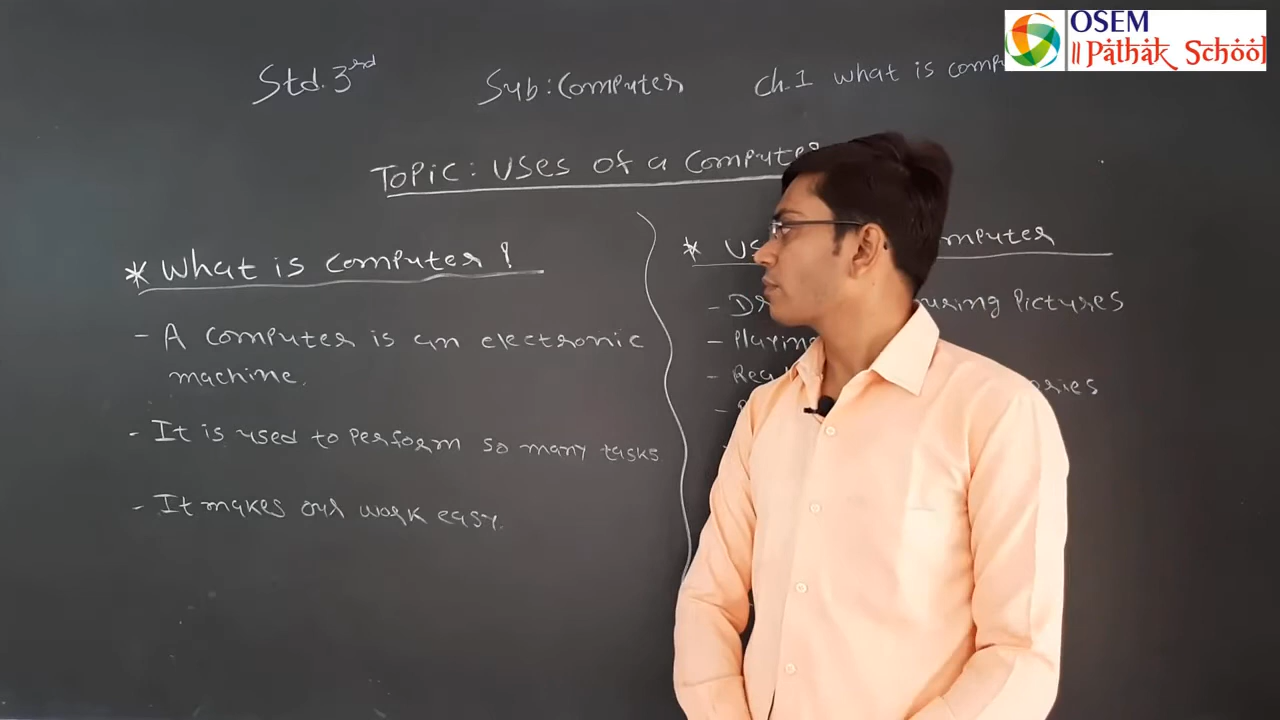 OSEM
Pathak School
Std. 3rd
Sub: Computer
Ch. 1 What is
Topic: Uses of a Computer
* What is computer?
- A computer is an electronic
machine.
- It is used to perform so many tasks
- It makes our work easy.
*
- Pictures
- Playing
-
-